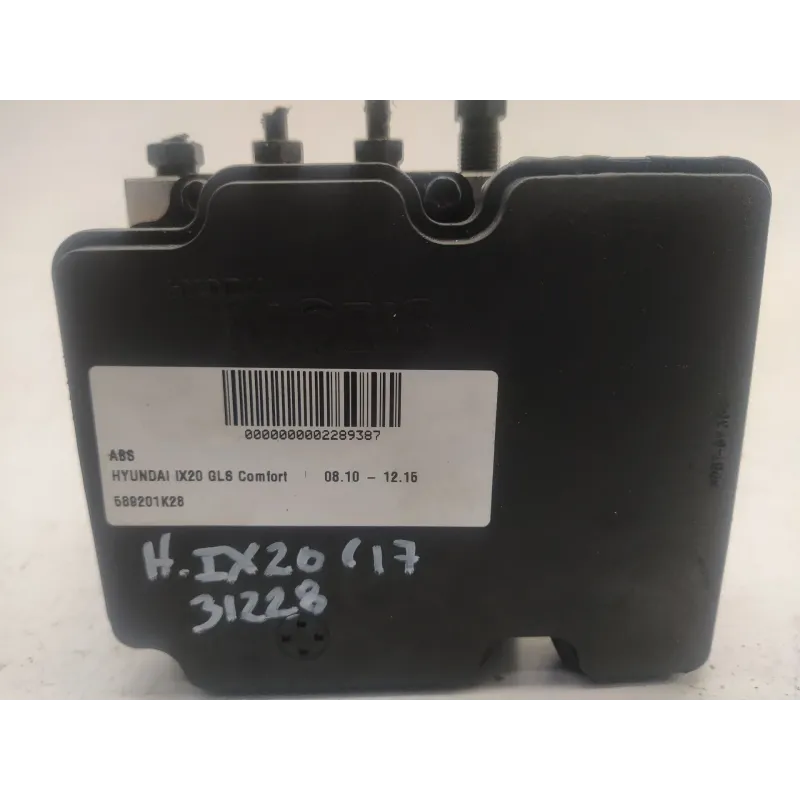 0000000002289387
ABS
HYUNDAI IX20 GLS Comfort 08.10 - 12.15
589201K28
H. IX20 '17
31228